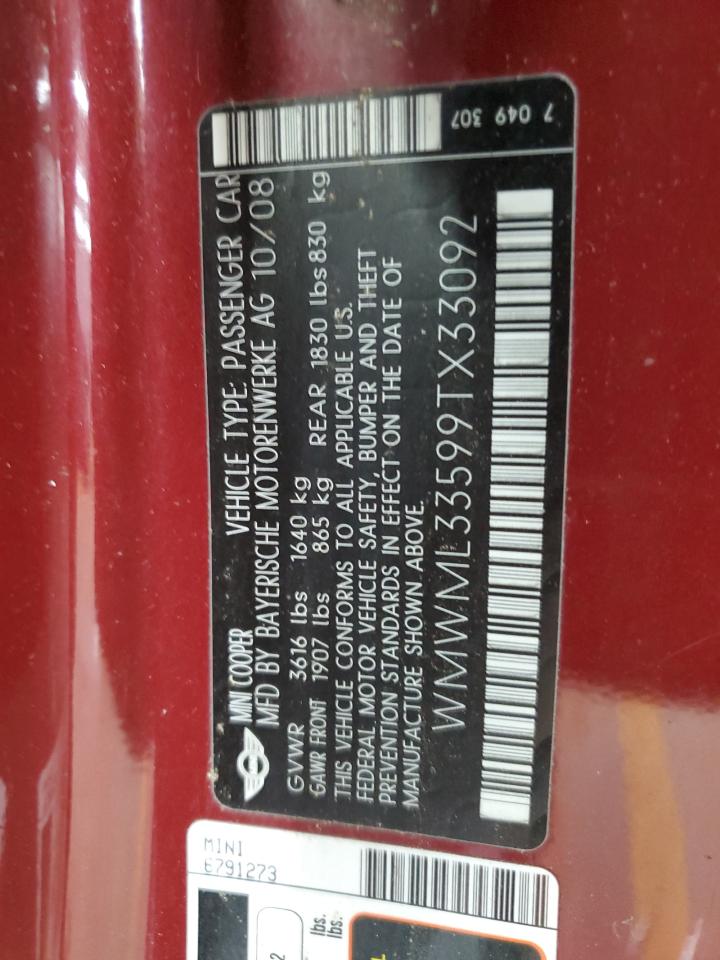 7 049 307
MINI COOPER VEHICLE TYPE: PASSENGER CAR
MFD BY BAYERISCHE MOTORENWERKE AG 10/08
GVWR 3616 lbs 1640 kg
GAWR FRONT 1907 lbs 865 kg REAR 1830 lbs 830 kg
THIS VEHICLE CONFORMS TO ALL APPLICABLE U.S.
FEDERAL MOTOR VEHICLE SAFETY, BUMPER AND THEFT
PREVENTION STANDARDS IN EFFECT ON THE DATE OF
MANUFACTURE SHOWN ABOVE.
WMWML33599TX33092
MINI
6791273
2
lbs.
lbs.